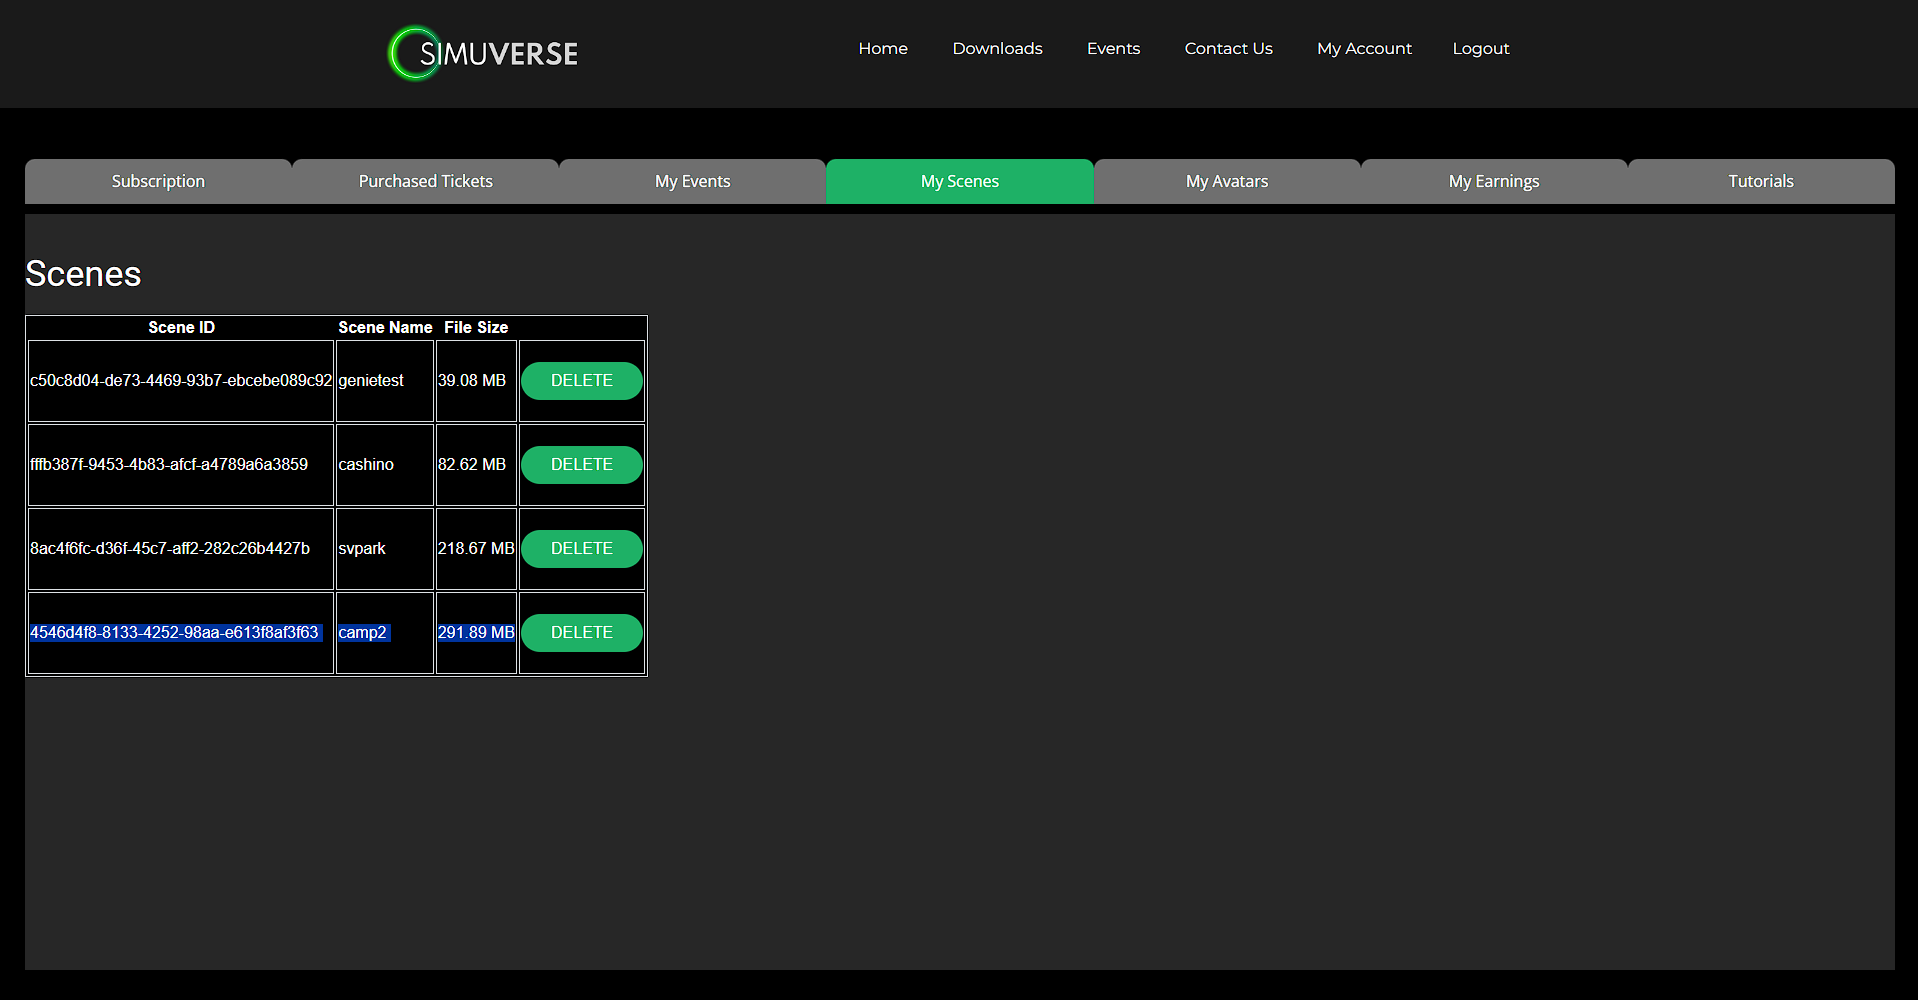 SIMUVERSE
Home Downloads Events Contact Us My Account Logout
Subscription Purchased Tickets My Events My Scenes My Avatars My Earnings Tutorials
Scenes
Scene ID Scene Name File Size
c50c8d04-de73-4469-93b7-ebcebe089c92 genietest 39.08 MB DELETE
fffb387f-9453-4b83-afcf-a4789a6a3859 cashino 82.62 MB DELETE
8ac4f6fc-d36f-45c7-aff2-282c26b4427b svpark 218.67 MB DELETE
4546d4f8-8133-4252-98aa-e613f8af3f63 camp2 291.89 MB DELETE